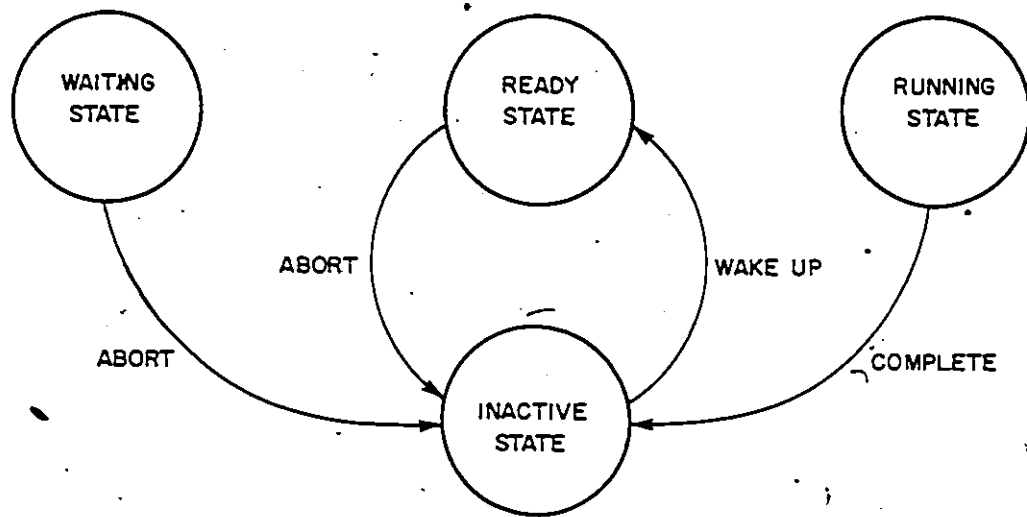 WAITING
STATE
READY
STATE
RUNNING
STATE
ABORT
WAKE UP
ABORT
COMPLETE
INACTIVE
STATE